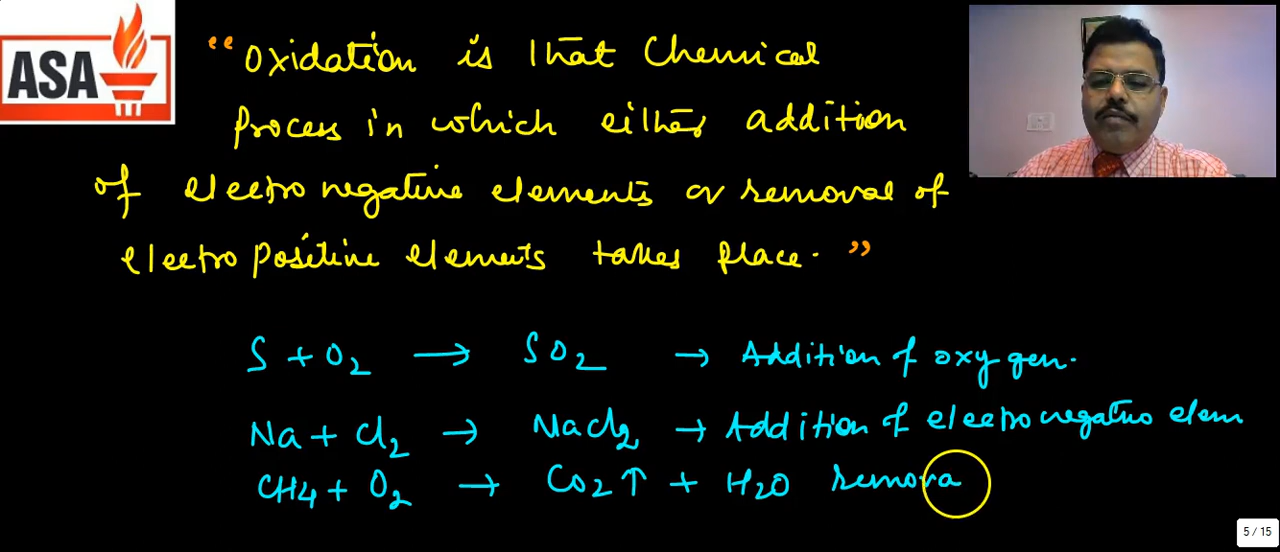 ASA
“Oxidation is that Chemical
Process in which either addition
of electronegative elements or removal of
electropositive elements takes place.”
S + O₂ → SO₂ → Addition of oxygen.
Na + Cl₂ → NaCl₂ → Addition of electronegative elem
CH₄ + O₂ → CO₂ ↑ + H₂O remova
5 / 15